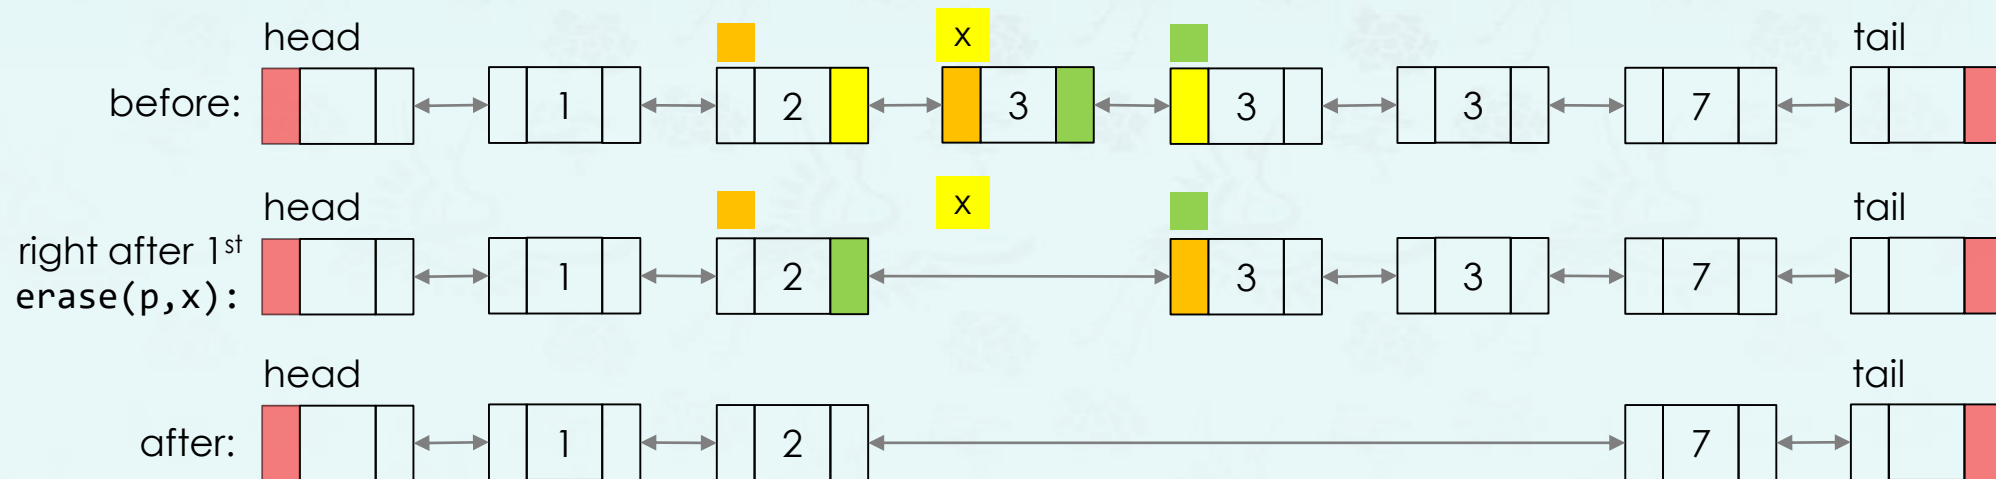 head x tail
before: 1 2 3 3 3 7
head x tail
right after 1st
erase(p,x): 1 2 3 3 7
head tail
after: 1 2 7